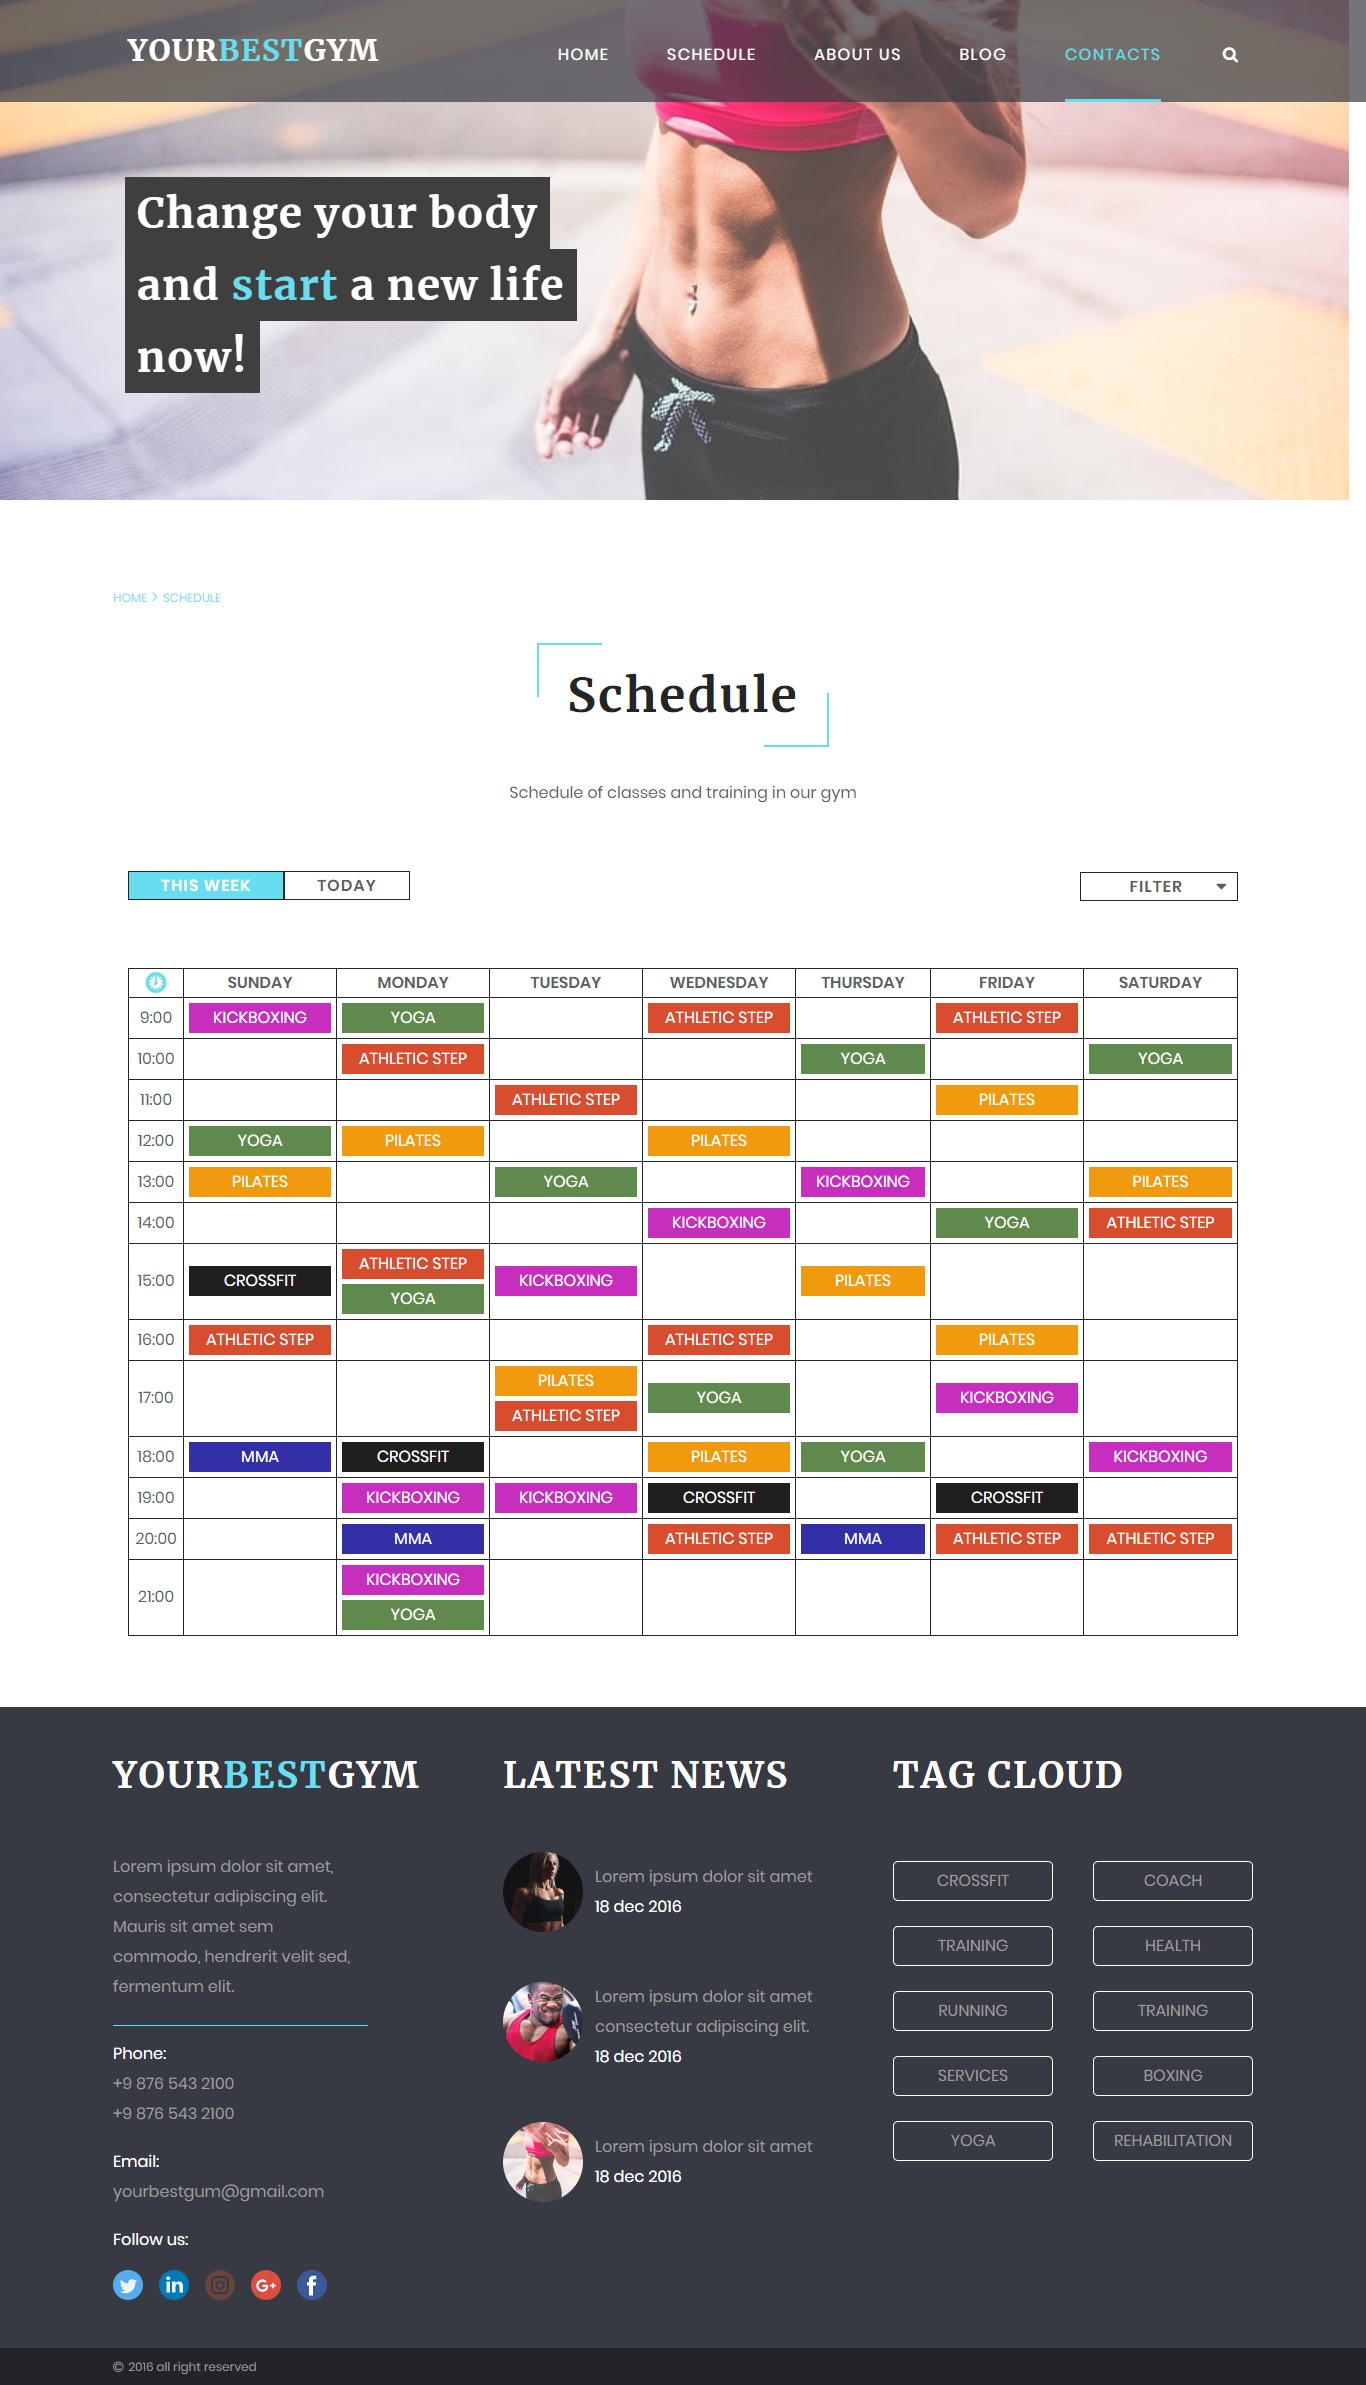 YOURBESTGYM
HOME SCHEDULE ABOUT US BLOG CONTACTS
Change your body
and start a new life
now!
HOME > SCHEDULE
Schedule
Schedule of classes and training in our gym
THIS WEEK TODAY FILTER
SUNDAY MONDAY TUESDAY WEDNESDAY THURSDAY FRIDAY SATURDAY
9:00 KICKBOXING YOGA ATHLETIC STEP ATHLETIC STEP
10:00 ATHLETIC STEP YOGA YOGA
11:00 ATHLETIC STEP PILATES
12:00 YOGA PILATES PILATES
13:00 PILATES YOGA KICKBOXING PILATES
14:00 KICKBOXING YOGA ATHLETIC STEP
ATHLETIC STEP
15:00 CROSSFIT KICKBOXING PILATES
YOGA
16:00 ATHLETIC STEP ATHLETIC STEP PILATES
PILATES
17:00 YOGA KICKBOXING
ATHLETIC STEP
18:00 MMA CROSSFIT PILATES YOGA KICKBOXING
19:00 KICKBOXING KICKBOXING CROSSFIT CROSSFIT
20:00 MMA ATHLETIC STEP MMA ATHLETIC STEP ATHLETIC STEP
KICKBOXING
21:00
YOGA
YOURBESTGYM
Lorem ipsum dolor sit amet,
consectetur adipiscing elit.
Mauris sit amet sem
commodo, hendrerit velit sed,
fermentum elit.
Phone:
+9 876 543 2100
+9 876 543 2100
Email:
yourbestgum@gmail.com
Follow us:
LATEST NEWS
Lorem ipsum dolor sit amet
18 dec 2016
Lorem ipsum dolor sit amet
consectetur adipiscing elit.
18 dec 2016
Lorem ipsum dolor sit amet
18 dec 2016
TAG CLOUD
CROSSFIT COACH
TRAINING HEALTH
RUNNING TRAINING
SERVICES BOXING
YOGA REHABILITATION
© 2016 all right reserved